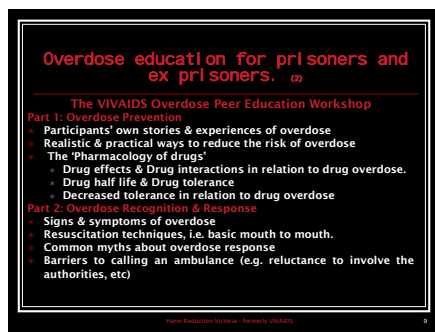 Overdose education for prisoners and
ex prisoners. (2)
The VIVAIDS Overdose Peer Education Workshop
Part 1: Overdose Prevention
* Participants' own stories & experiences of overdose
* Realistic & practical ways to reduce the risk of overdose
* The 'Pharmacology of drugs'
* Drug effects & Drug interactions in relation to drug overdose.
* Drug half life & Drug tolerance
* Decreased tolerance in relation to drug overdose
Part 2: Overdose Recognition & Response
* Signs & symptoms of overdose
* Resuscitation techniques, i.e. basic mouth to mouth.
* Common myths about overdose response
* Barriers to calling an ambulance (e.g. reluctance to involve the
authorities, etc)
Harm Reduction Victoria - formerly VIVAIDS
9